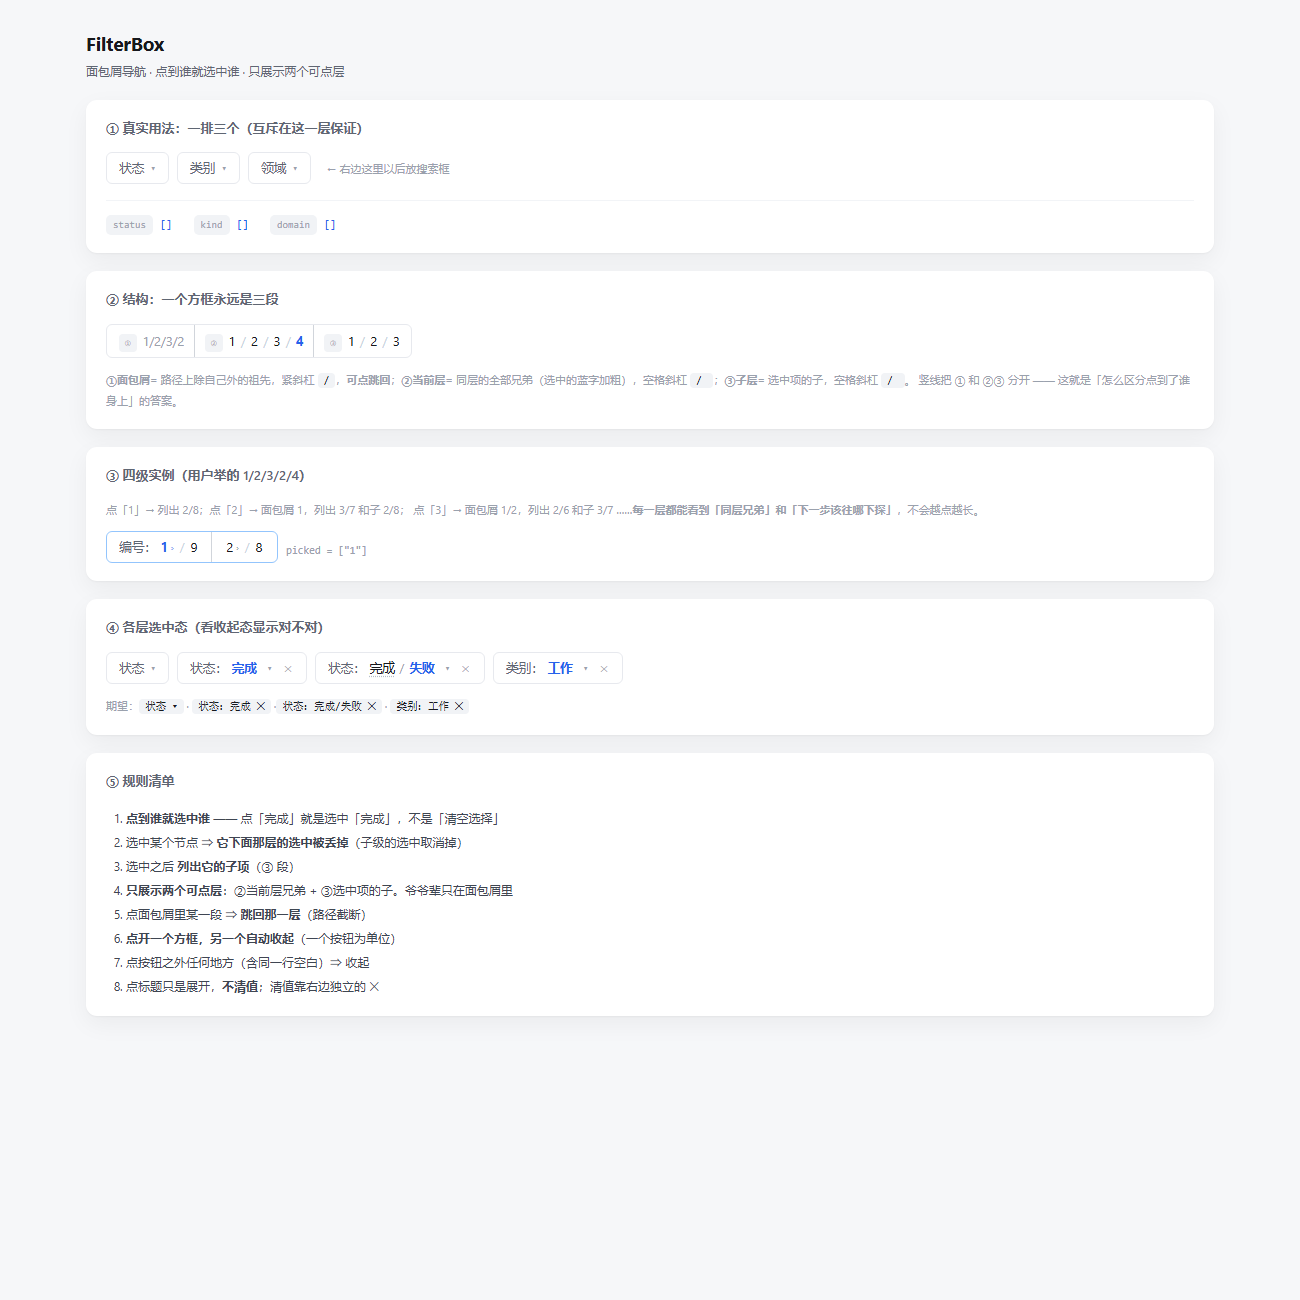 FilterBox
面包屑导航 · 点到谁就选中谁 · 只展示两个可点层
① 真实用法：一排三个（互斥在这一层保证）
状态 ▾ 类别 ▾ 领域 ▾ ← 右边这里以后放搜索框
status [] kind [] domain []
② 结构：一个方框永远是三段
① 1/2/3/2 ② 1 / 2 / 3 / 4 ③ 1 / 2 / 3
①面包屑= 路径上除自己外的祖先，紧斜杠 / ，可点跳回；②当前层= 同层的全部兄弟（选中的蓝字加粗），空格斜杠 / ；③子层= 选中项的子，空格斜杠 / 。 竖线把 ① 和 ②③ 分开 —— 这就是「怎么区分点到了谁
身上」的答案。
③ 四级实例（用户举的 1/2/3/2/4）
点「1」→ 列出 2/8；点「2」→ 面包屑 1，列出 3/7 和子 2/8； 点「3」→ 面包屑 1/2，列出 2/6 和子 3/7 ……每一层都能看到「同层兄弟」和「下一步该往哪下探」，不会越点越长。
编号： 1 › / 9 2 › / 8 picked = ["1"]
④ 各层选中态（看收起态显示对不对）
状态 ▾ 状态： 完成 ▾ × 状态： 完成 / 失败 ▾ × 类别： 工作 ▾ ×
期望： 状态 ▾ · 状态：完成 ✕ · 状态：完成/失败 ✕ · 类别：工作 ✕
⑤ 规则清单
1. 点到谁就选中谁 —— 点「完成」就是选中「完成」，不是「清空选择」
2. 选中某个节点 ⇒ 它下面那层的选中被丢掉（子级的选中取消掉）
3. 选中之后 列出它的子项（③ 段）
4. 只展示两个可点层：②当前层兄弟 + ③选中项的子。爷爷辈只在面包屑里
5. 点面包屑里某一段 ⇒ 跳回那一层（路径截断）
6. 点开一个方框，另一个自动收起（一个按钮为单位）
7. 点按钮之外任何地方（含同一行空白）⇒ 收起
8. 点标题只是展开，不清值；清值靠右边独立的 ✕